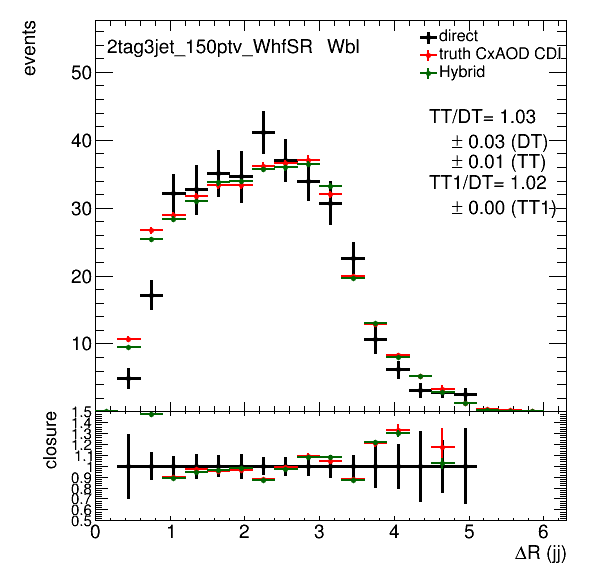 events
2tag3jet_150ptv_WhfSR Wbl
direct
truth CxAOD CDI
Hybrid
TT/DT= 1.03
± 0.03 (DT)
± 0.01 (TT)
TT1/DT= 1.02
± 0.00 (TT1)
50
40
30
20
10
closure
1.5
1.4
1.3
1.2
1.1
1
0.9
0.8
0.7
0.6
0.5
0 1 2 3 4 5 6
ΔR (jj)